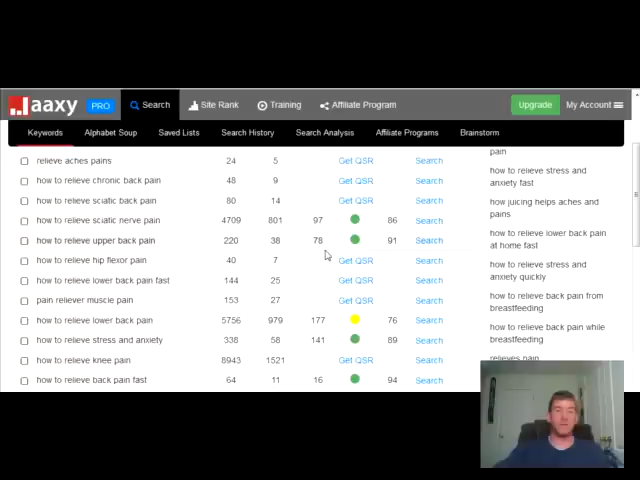 Jaaxy PRO Search Site Rank Training Affiliate Program Upgrade My Account
Keywords Alphabet Soup Saved Lists Search History Search Analysis Affiliate Programs Brainstorm
relieve aches pains 24 5 Get QSR Search
how to relieve chronic back pain 48 9 Get QSR Search
how to relieve sciatic back pain 80 14 Get QSR Search
how to relieve sciatic nerve pain 4709 801 97 86 Search
how to relieve upper back pain 220 38 78 91 Search
how to relieve hip flexor pain 40 7 Get QSR Search
how to relieve lower back pain fast 144 25 Get QSR Search
pain reliever muscle pain 153 27 Get QSR Search
how to relieve lower back pain 5756 979 177 76 Search
how to relieve stress and anxiety 338 58 141 89 Search
how to relieve knee pain 8943 1521 Get QSR Search
how to relieve back pain fast 64 11 16 94 Search
pain
how to relieve stress and
anxiety fast
how juicing helps aches and
pains
how to relieve lower back pain
at home fast
how to relieve stress and
anxiety quickly
how to relieve back pain from
breastfeeding
how to relieve back pain while
breastfeeding
relieves pain